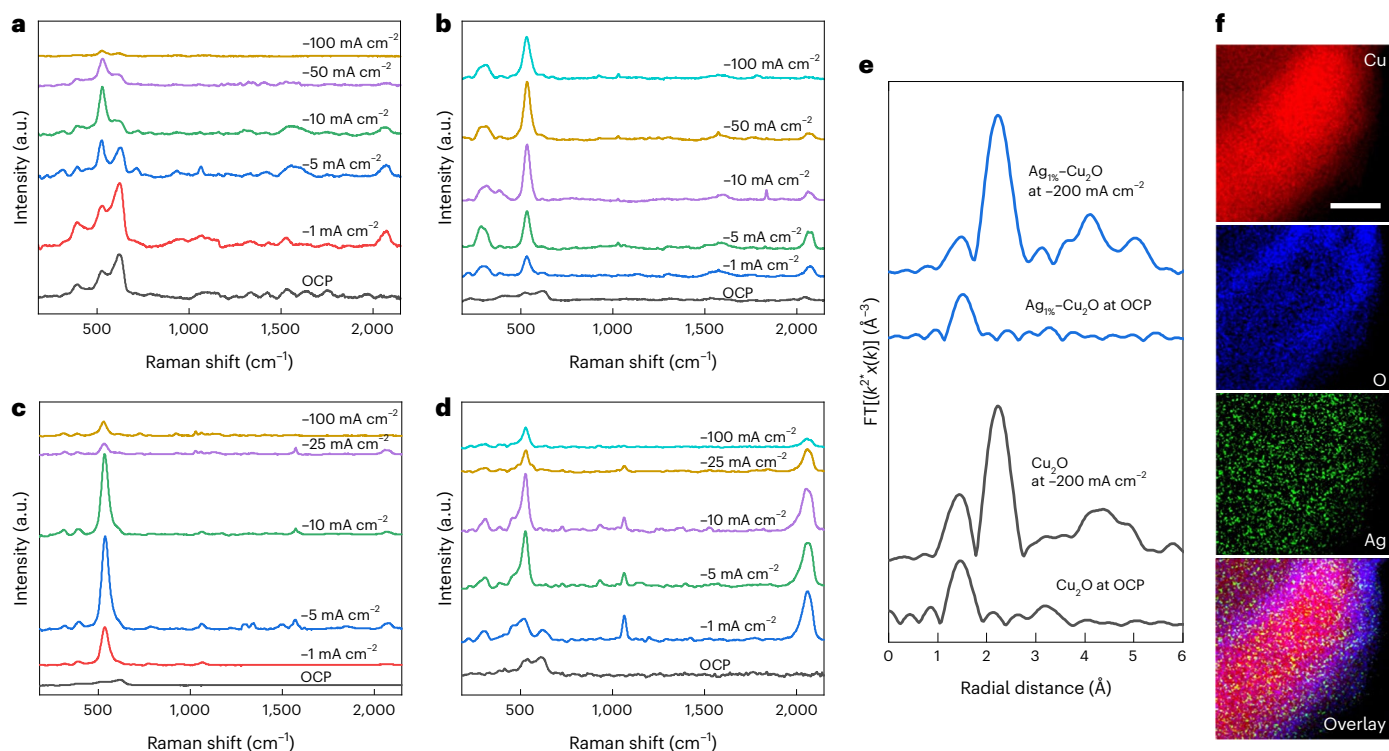 a
−100 mA cm⁻²
−50 mA cm⁻²
−10 mA cm⁻²
−5 mA cm⁻²
−1 mA cm⁻²
OCP
Intensity (a.u.)
500 1,000 1,500 2,000
Raman shift (cm⁻¹)
b
−100 mA cm⁻²
−50 mA cm⁻²
−10 mA cm⁻²
−5 mA cm⁻²
−1 mA cm⁻²
OCP
Intensity (a.u.)
500 1,000 1,500 2,000
Raman shift (cm⁻¹)
c
−100 mA cm⁻²
−25 mA cm⁻²
−10 mA cm⁻²
−5 mA cm⁻²
−1 mA cm⁻²
OCP
Intensity (a.u.)
500 1,000 1,500 2,000
Raman shift (cm⁻¹)
d
−100 mA cm⁻²
−25 mA cm⁻²
−10 mA cm⁻²
−5 mA cm⁻²
−1 mA cm⁻²
OCP
Intensity (a.u.)
500 1,000 1,500 2,000
Raman shift (cm⁻¹)
e
Ag₁%–Cu₂O
at −200 mA cm⁻²
Ag₁%–Cu₂O at OCP
Cu₂O
at −200 mA cm⁻²
Cu₂O at OCP
FT[(k²*x(k)] (Å⁻³)
0 1 2 3 4 5 6
Radial distance (Å)
f
Cu
O
Ag
Overlay